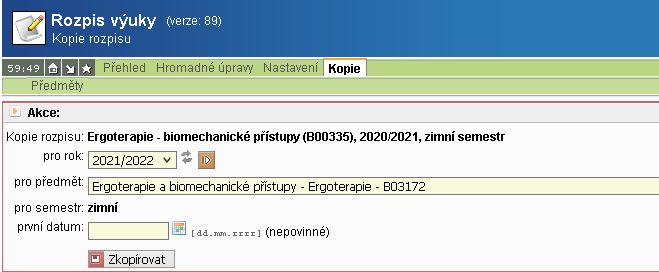 Rozpis výuky (verze: 89)
Kopie rozpisu
59:49 Přehled Hromadné úpravy Nastavení Kopie
Předměty
Akce:
Kopie rozpisu: Ergoterapie - biomechanické přístupy (B00335), 2020/2021, zimní semestr
pro rok: 2021/2022
pro předmět: Ergoterapie a biomechanické přístupy - Ergoterapie - B03172
pro semestr: zimní
první datum: [dd.mm.rrrr] (nepovinné)
Zkopírovat